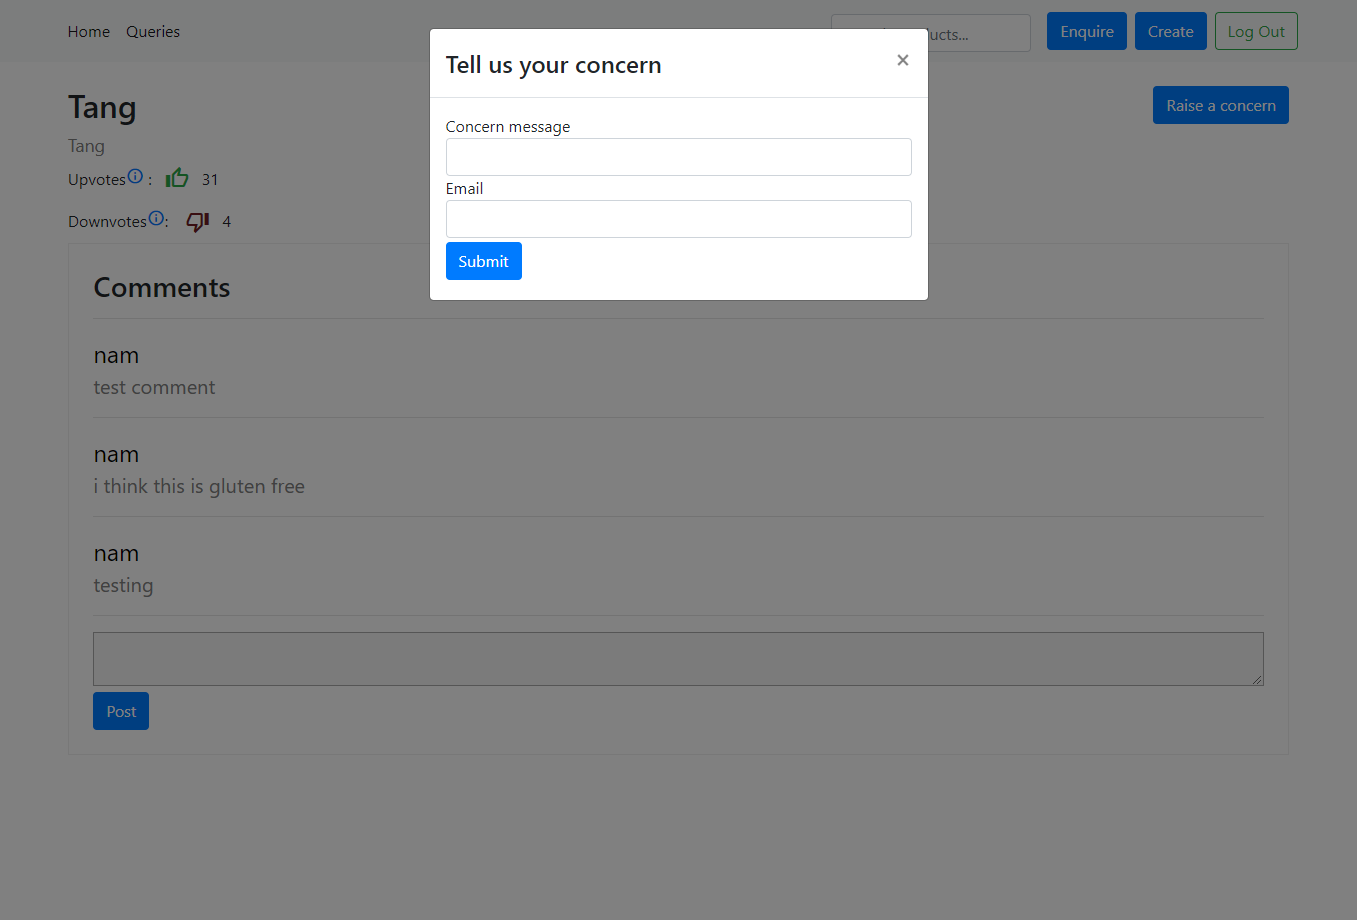 Home Queries ucts... Enquire Create Log Out
Tell us your concern ×
Tang Raise a concern
Tang
Concern message
Upvotes : 31
Email
Downvotes : 4
Submit
Comments
nam
test comment
nam
i think this is gluten free
nam
testing
Post